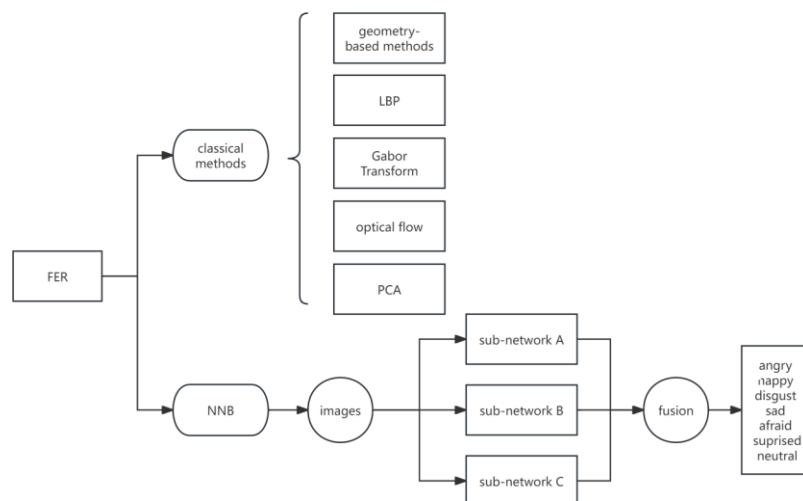 geometry-
based methods
LBP
classical
methods
Gabor
Transform
optical flow
FER
PCA
sub-network A
NNB
images
sub-network B
fusion
angry
happy
disgust
sad
afraid
suprised
neutral
sub-network C